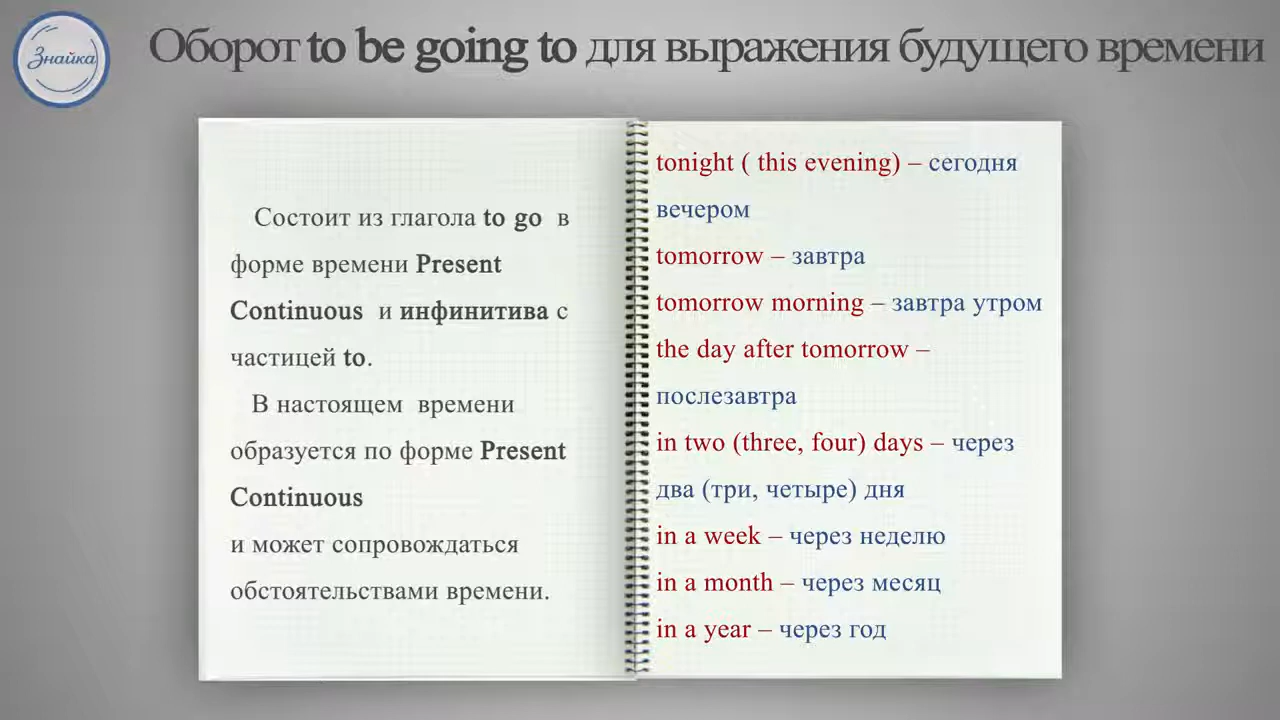 Знайка
Оборот to be going to для выражения будущего времени
Состоит из глагола to go в
форме времени Present
Continuous и инфинитива с
частицей to.
В настоящем времени
образуется по форме Present
Continuous
и может сопровождаться
обстоятельствами времени.
tonight ( this evening) – сегодня
вечером
tomorrow – завтра
tomorrow morning – завтра утром
the day after tomorrow –
послезавтра
in two (three, four) days – через
два (три, четыре) дня
in a week – через неделю
in a month – через месяц
in a year – через год